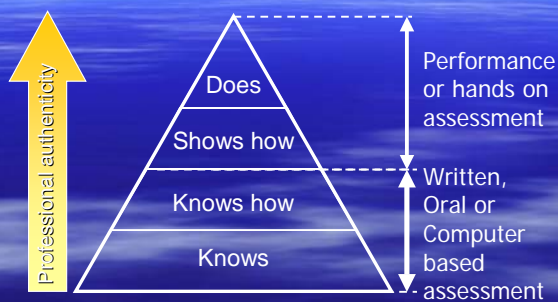 Professional authenticity
Does
Shows how
Knows how
Knows
Performance
or hands on
assessment
Written,
Oral or
Computer
based
assessment